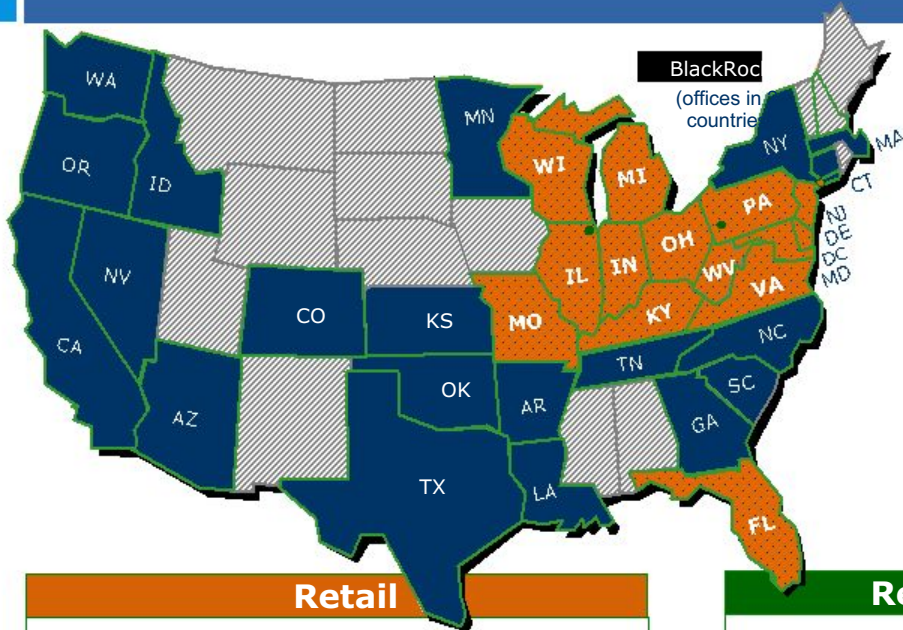 WA
MN
BlackRoc
(offices in
countrie
NY
MA
OR
ID
WI
MI
CT
PA
NJ
DE
DC
MD
NV
IL
IN
OH
WV
VA
CO
KS
MO
KY
CA
NC
TN
AZ
OK
AR
SC
GA
TX
LA
FL
Retail
Re